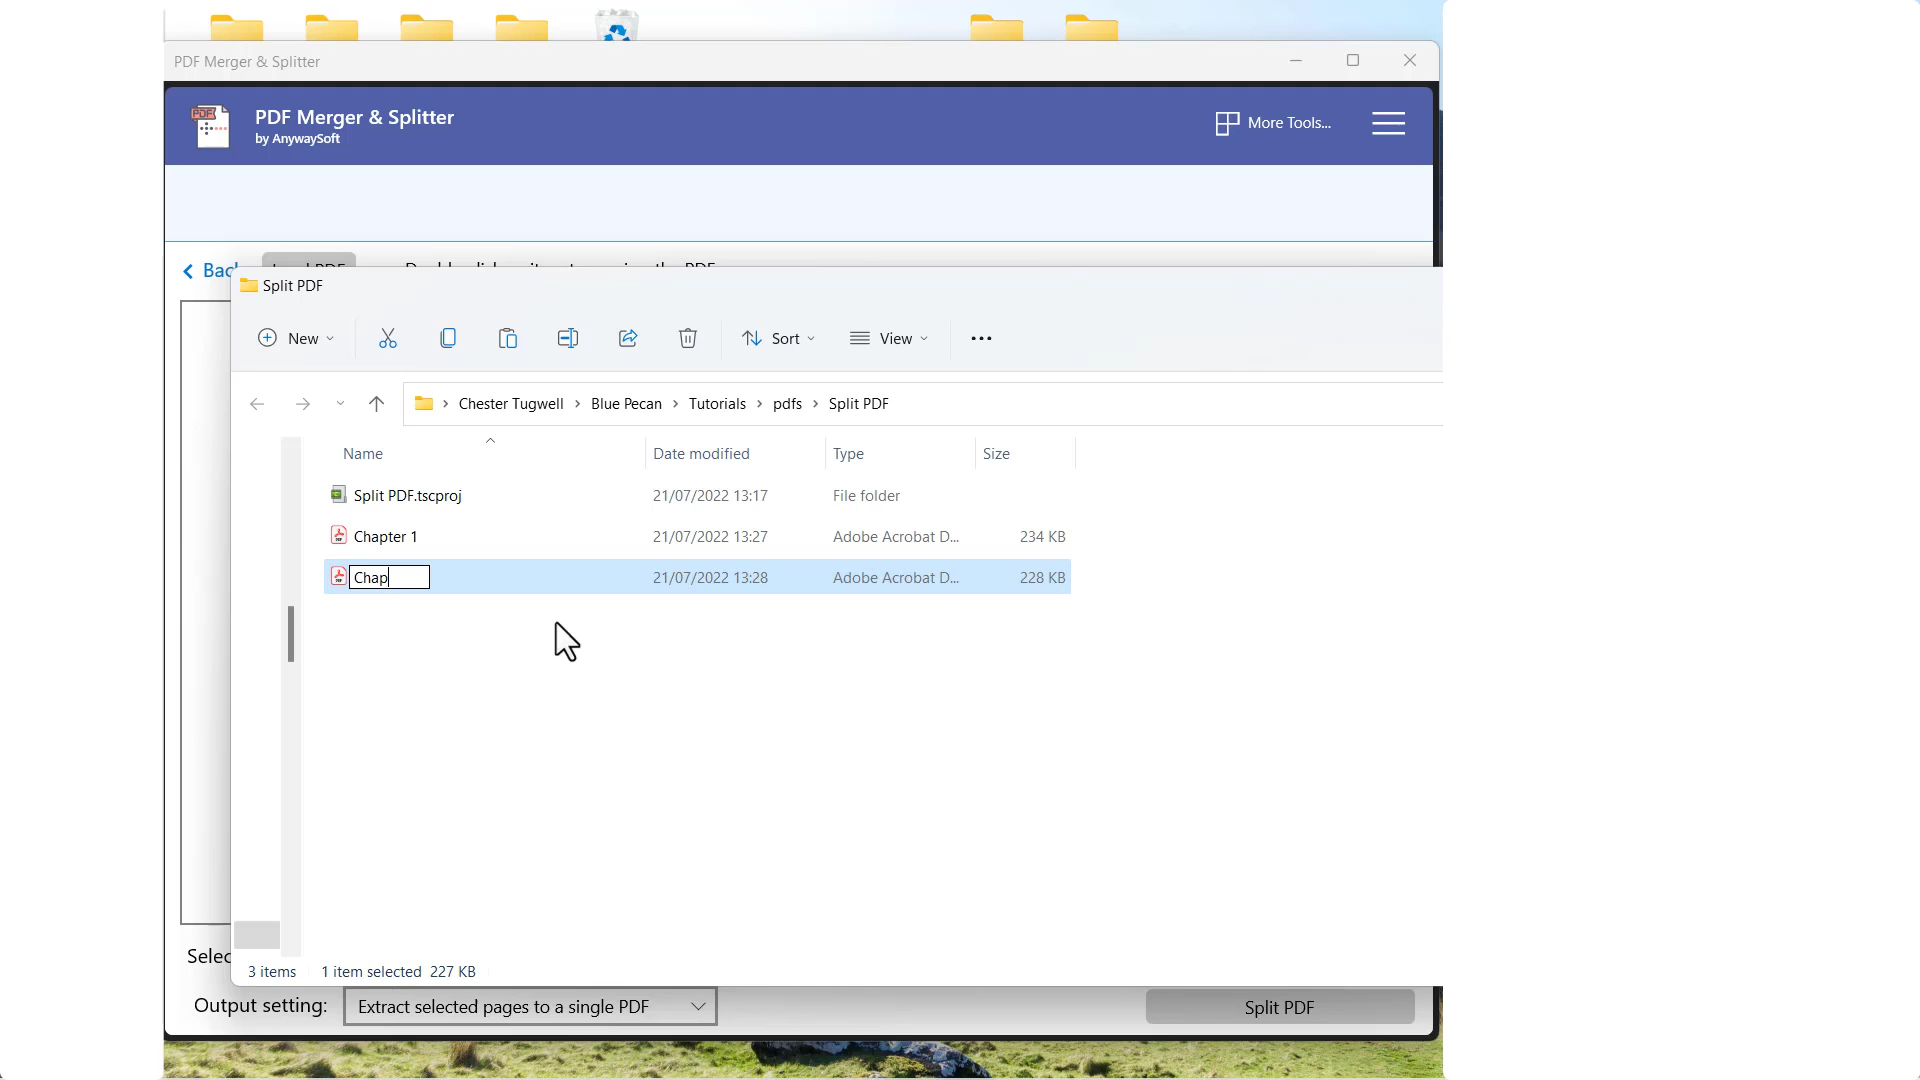 PDF Merger & Splitter
PDF
PDF Merger & Splitter
by AnywaySoft
More Tools...
Split PDF
New
Sort
View
Chester Tugwell
Blue Pecan
Tutorials
pdfs
Split PDF
Name
Date modified
Type
Size
Split PDF.tscproj
21/07/2022 13:17
File folder
Chapter 1
21/07/2022 13:27
Adobe Acrobat D...
234 KB
Chap
21/07/2022 13:28
Adobe Acrobat D...
228 KB
3 items
1 item selected 227 KB
Output setting:
Extract selected pages to a single PDF
Split PDF